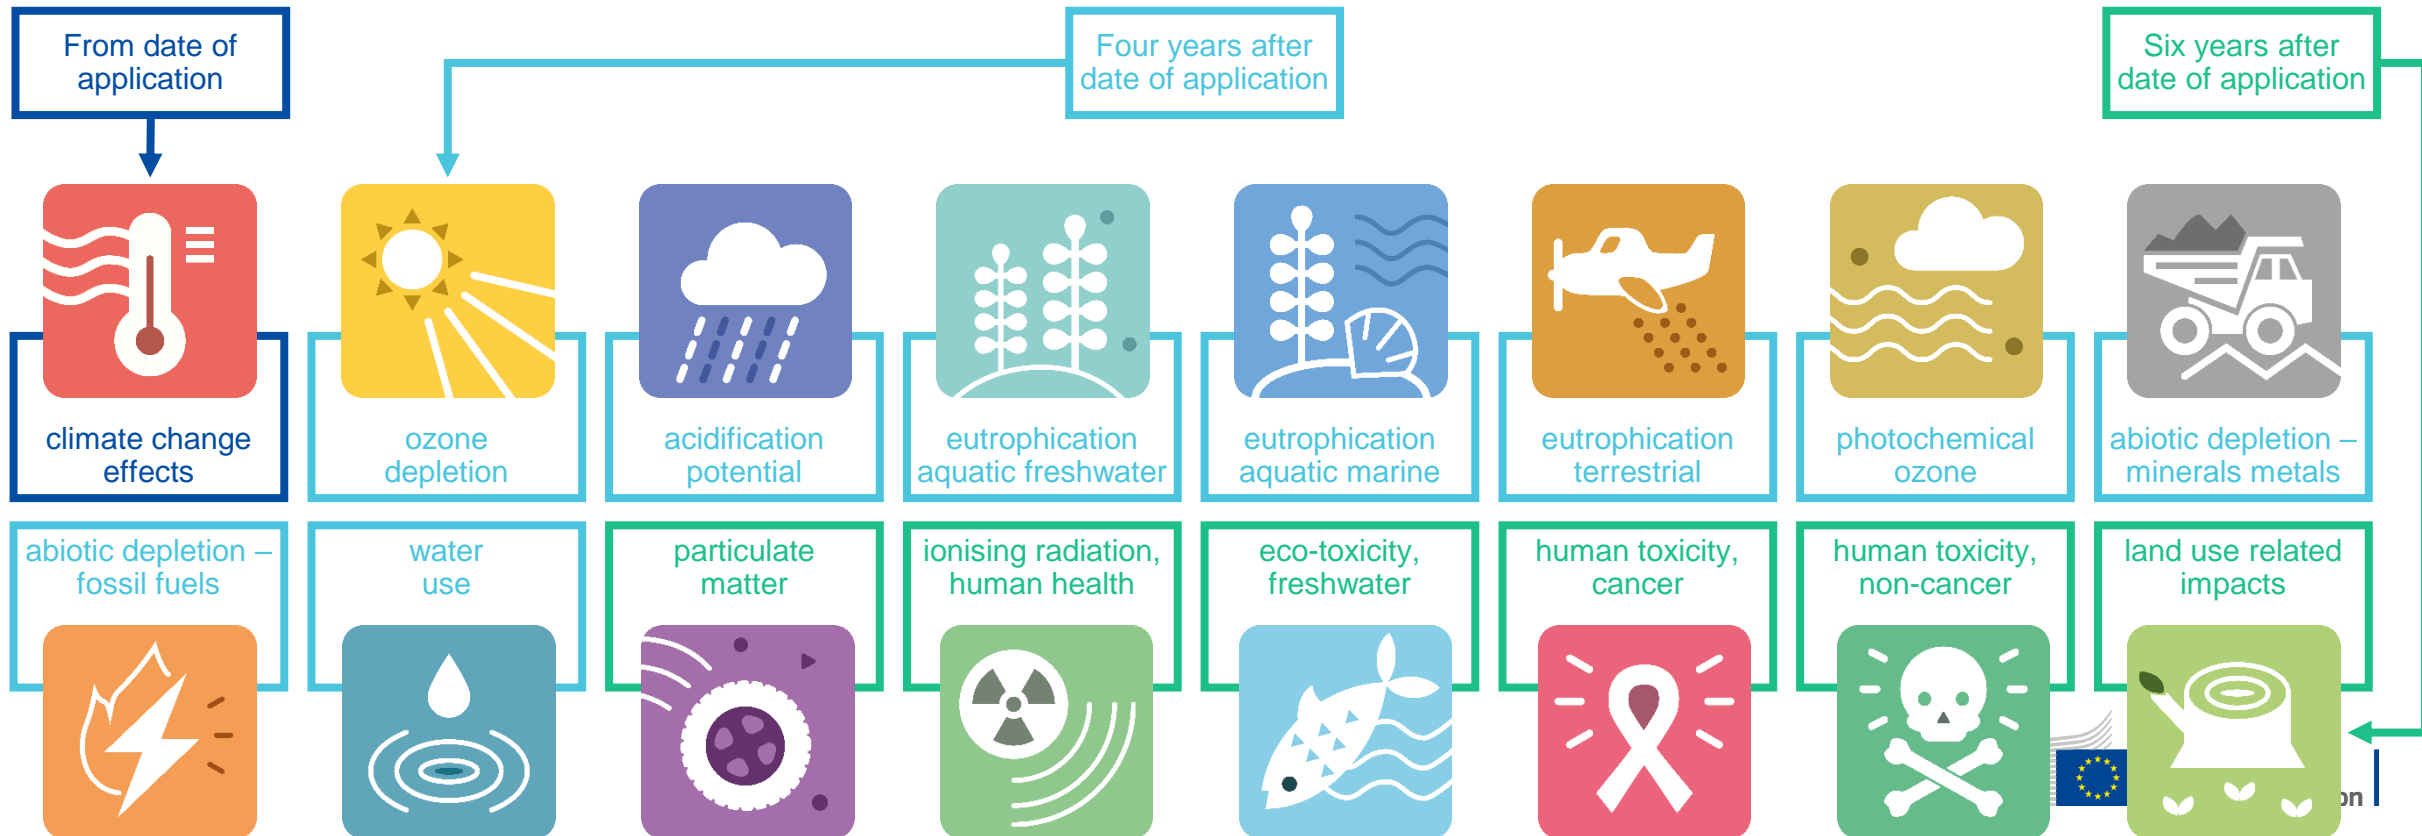 From date of
application
Four years after
date of application
Six years after
date of application
climate change
effects
ozone
depletion
acidification
potential
eutrophication
aquatic freshwater
eutrophication
aquatic marine
eutrophication
terrestrial
photochemical
ozone
abiotic depletion –
minerals metals
abiotic depletion –
fossil fuels
water
use
particulate
matter
ionising radiation,
human health
eco-toxicity,
freshwater
human toxicity,
cancer
human toxicity,
non-cancer
land use related
impacts